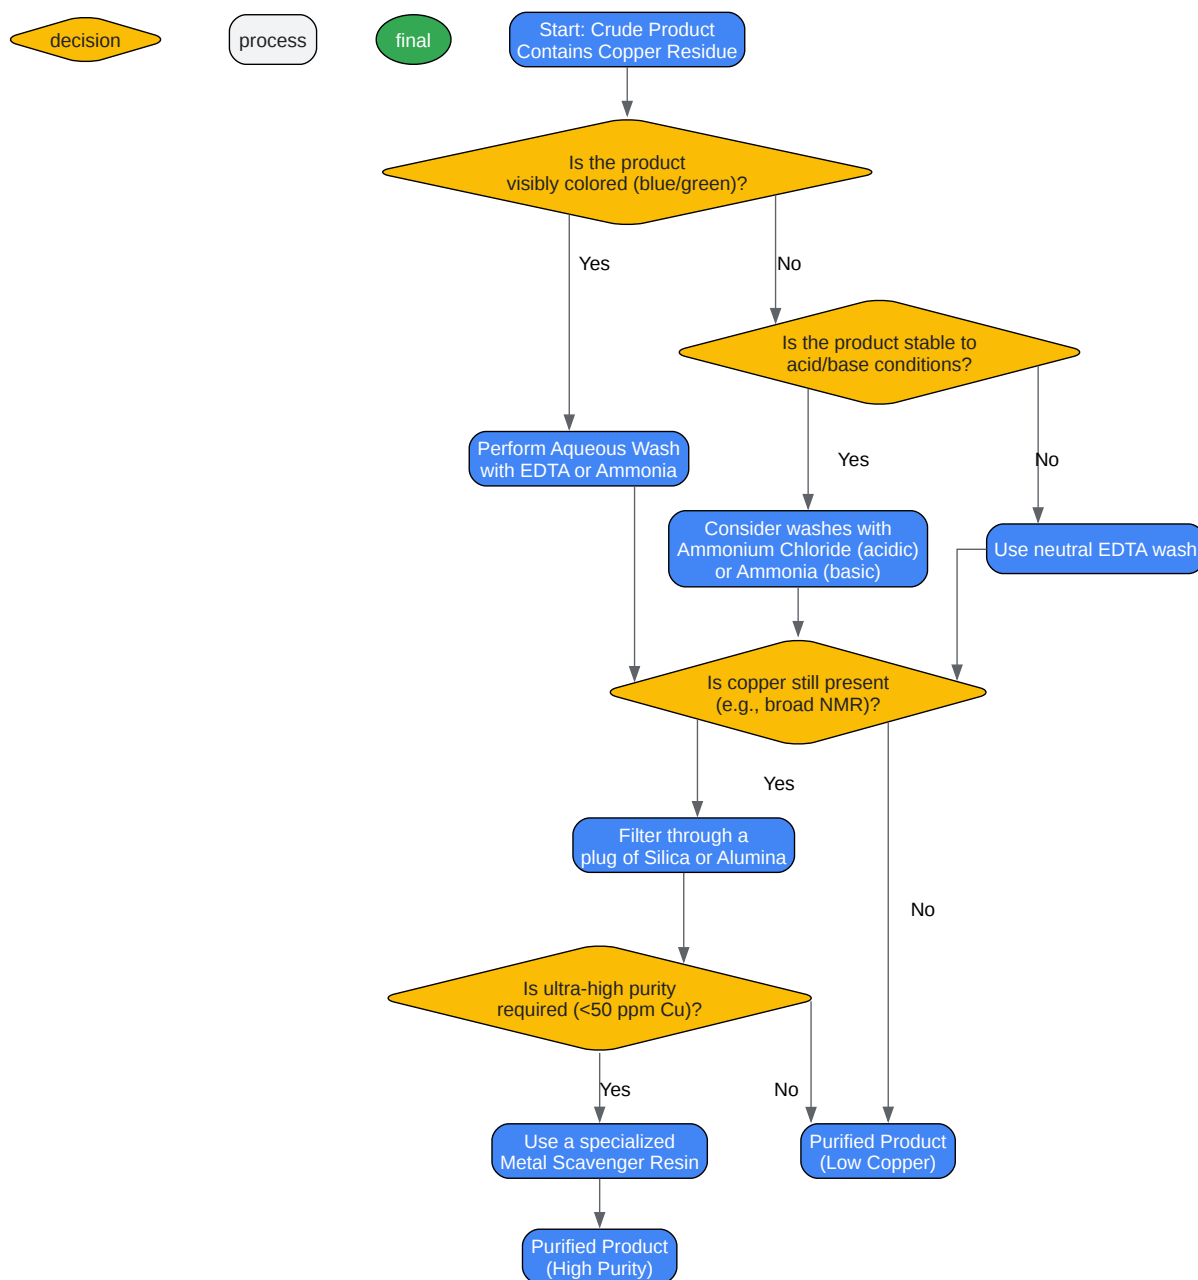 decision
process
final
Start: Crude Product
Contains Copper Residue
Is the product
visibly colored (blue/green)?
Yes
No
Is the product stable to
acid/base conditions?
Perform Aqueous Wash
with EDTA or Ammonia
Yes
No
Consider washes with
Ammonium Chloride (acidic)
or Ammonia (basic)
Use neutral EDTA wash
Is copper still present
(e.g., broad NMR)?
Yes
Filter through a
plug of Silica or Alumina
No
Is ultra-high purity
required (<50 ppm Cu)?
Yes
No
Use a specialized
Metal Scavenger Resin
Purified Product
(Low Copper)
Purified Product
(High Purity)